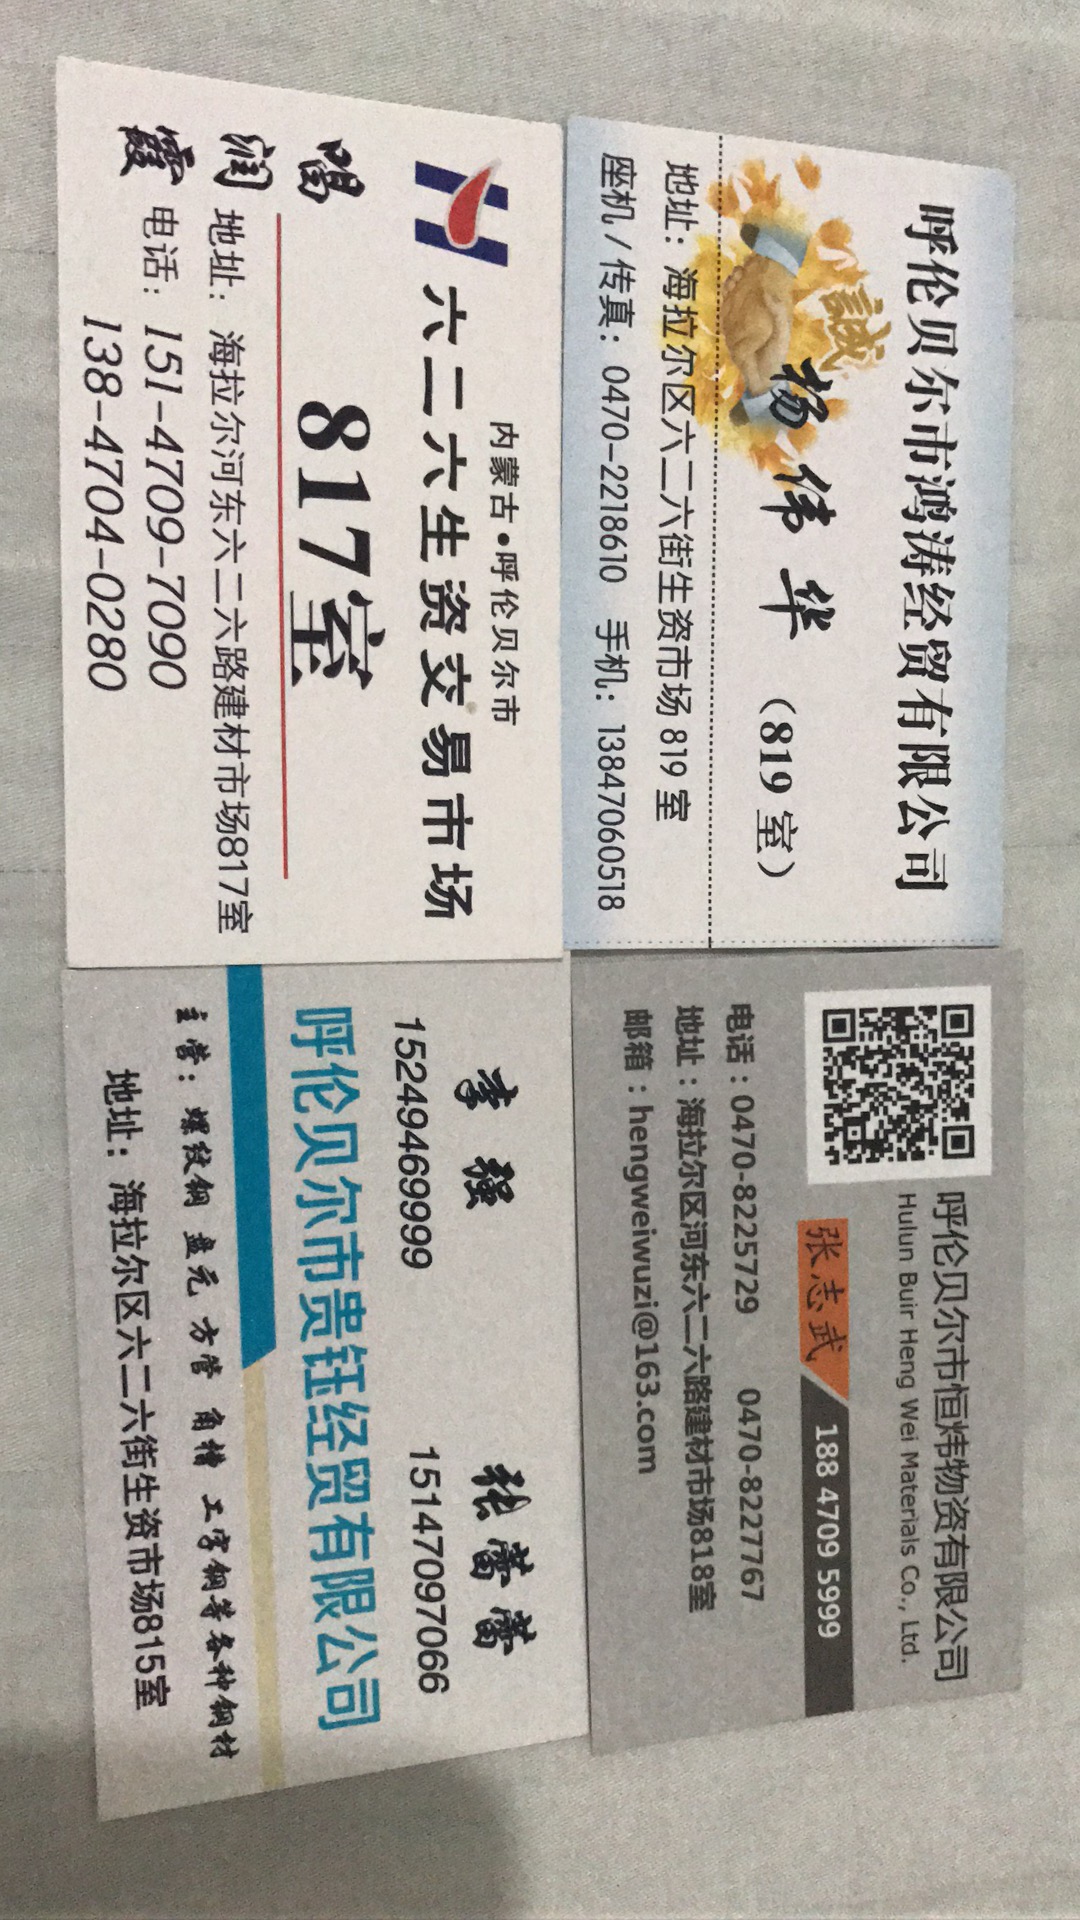 呼伦贝尔市鸿涛经贸有限公司
誠
杨伟华（819室）
地址：海拉尔区六二六街生资市场819室
座机/传真：0470-2218610 手机：13847060518
呼伦贝尔市恒炜物资有限公司
Hulun Buir Heng Wei Materials Co., Ltd.
张志武 188 4709 5999
电话：0470-8225729 0470-8227767
地址：海拉尔区河东六二六路建材市场818室
邮箱：hengweiwuzi@163.com
内蒙古●呼伦贝尔市
六二六生资交易市场
817室
润霞
地址：海拉尔河东六二六路建材市场817室
电话：151-4709-7090
138-4704-0280
李强 张蕾蕾
15249469999 15147097066
呼伦贝尔市贵钰经贸有限公司
主营：螺纹钢 盘元 方管 角槽 工字钢等各种钢材
地址：海拉尔区六二六街生资市场815室